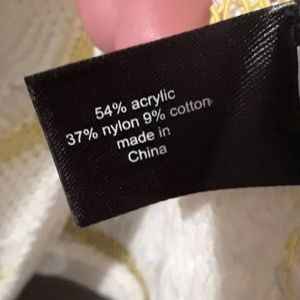 54% acrylic
37% nylon 9% cotton
made in
China